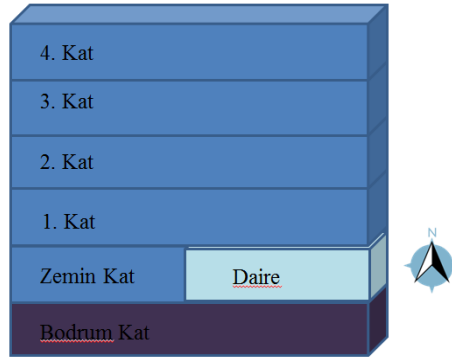 4. Kat
3. Kat
2. Kat
1. Kat
Zemin Kat
Daire
Bodrum Kat
N